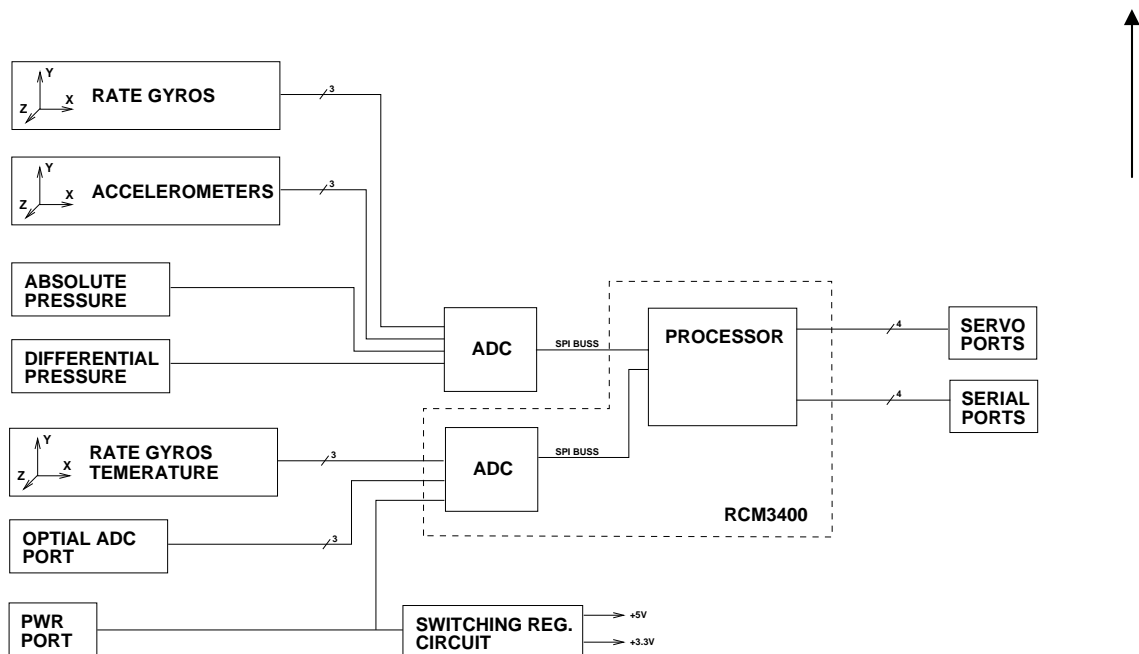 Y
X
Z
RATE GYROS
3
Y
X
Z
ACCELEROMETERS
3
ABSOLUTE
PRESSURE
DIFFERENTIAL
PRESSURE
ADC
SPI BUSS
PROCESSOR
4
SERVO
PORTS
4
SERIAL
PORTS
Y
X
Z
RATE GYROS
TEMERATURE
3
ADC
SPI BUSS
RCM3400
OPTIAL ADC
PORT
3
PWR
PORT
SWITCHING REG.
CIRCUIT
+5V
+3.3V